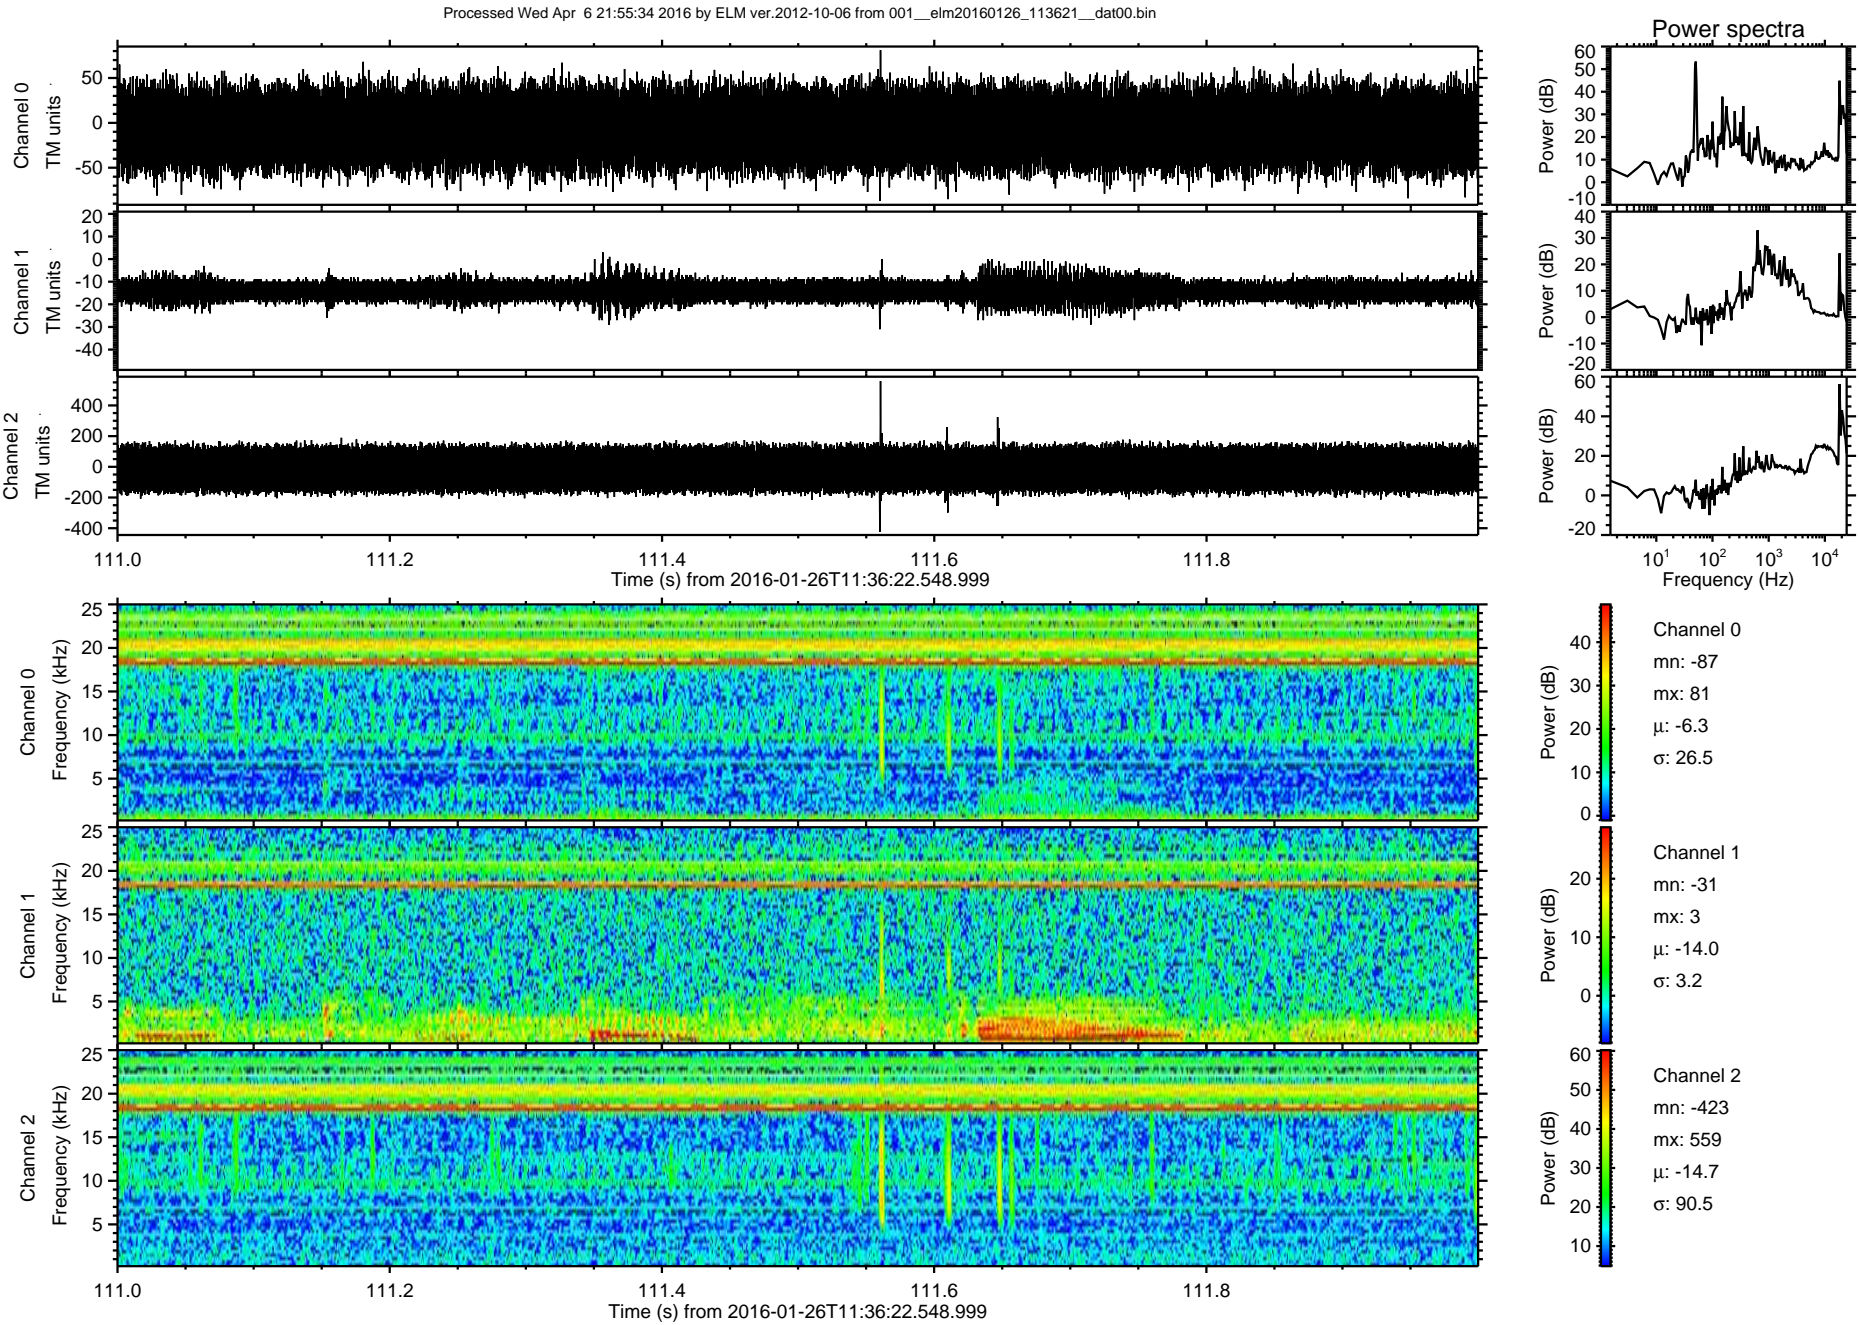 Processed Wed Apr 6 21:55:34 2016 by ELM ver.2012-10-06 from 001__elm20160126_113621__dat00.bin
Power spectra
Channel 0
TM units
50
0
-50
Power (dB)
60
50
40
30
20
10
0
-10
Channel 1
TM units
20
10
0
-10
-20
-30
-40
Power (dB)
40
30
20
10
0
-10
-20
Channel 2
TM units
400
200
0
-200
-400
Power (dB)
60
40
20
0
-20
111.0 111.2 111.4 111.6 111.8
Time (s) from 2016-01-26T11:36:22.548.999
10¹ 10² 10³ 10⁴
Frequency (Hz)
Channel 0
Frequency (kHz)
25
20
15
10
5
Power (dB)
40
30
20
10
0
Channel 0
mn: -87
mx: 81
μ: -6.3
σ: 26.5
Channel 1
Frequency (kHz)
25
20
15
10
5
Power (dB)
20
10
0
Channel 1
mn: -31
mx: 3
μ: -14.0
σ: 3.2
Channel 2
Frequency (kHz)
25
20
15
10
5
Power (dB)
60
50
40
30
20
10
Channel 2
mn: -423
mx: 559
μ: -14.7
σ: 90.5
111.0 111.2 111.4 111.6 111.8
Time (s) from 2016-01-26T11:36:22.548.999